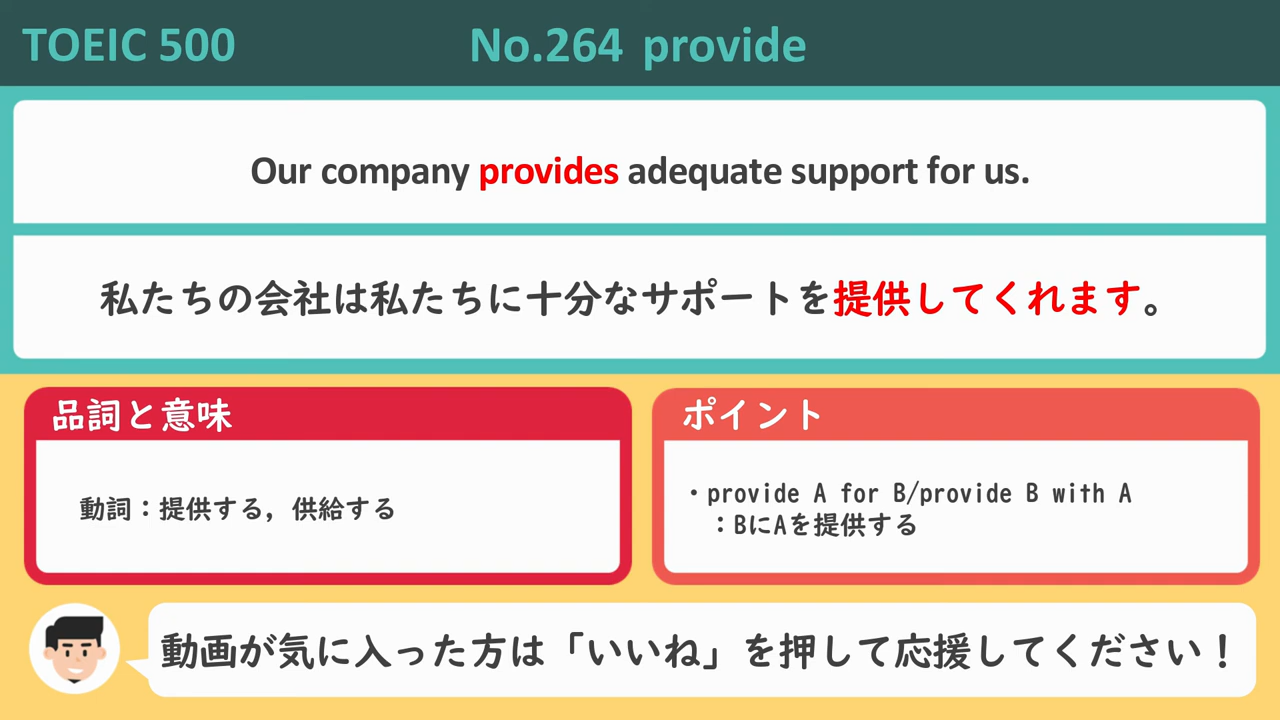 TOEIC 500
No.264 provide
Our company provides adequate support for us.
私たちの会社は私たちに十分なサポートを提供してくれます。
品詞と意味
動詞：提供する，供給する
ポイント
・provide A for B/provide B with A
：BにAを提供する
動画が気に入った方は「いいね」を押して応援してください！